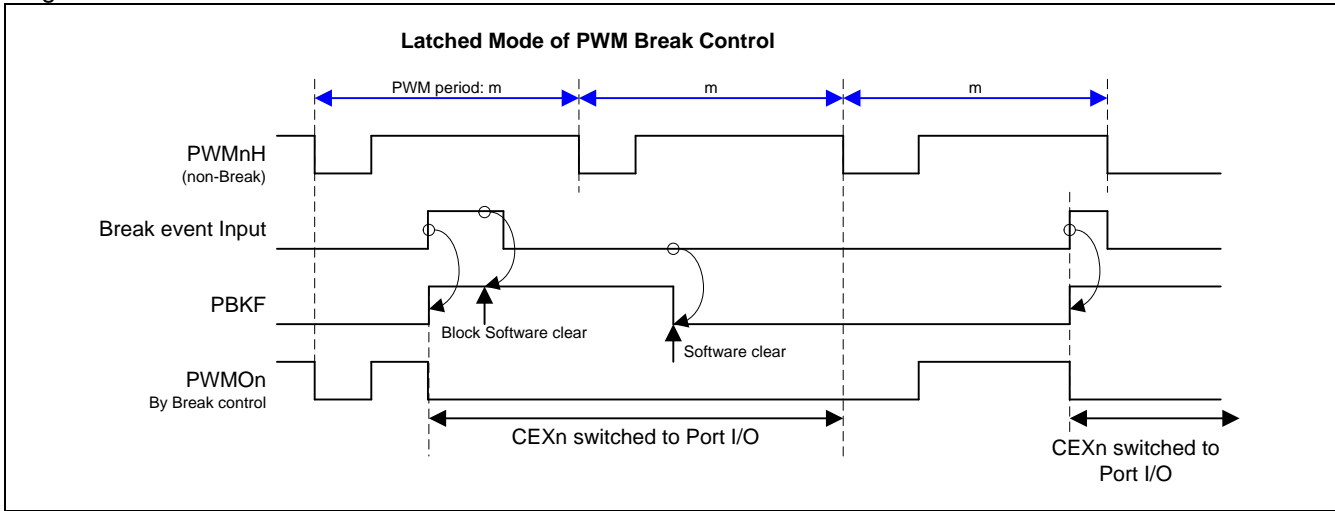 Latched Mode of PWM Break Control
PWM period: m
m
m
PWMnH
(non-Break)
Break event Input
PBKF
Block Software clear
Software clear
PWMOn
By Break control
CEXn switched to Port I/O
CEXn switched to
Port I/O